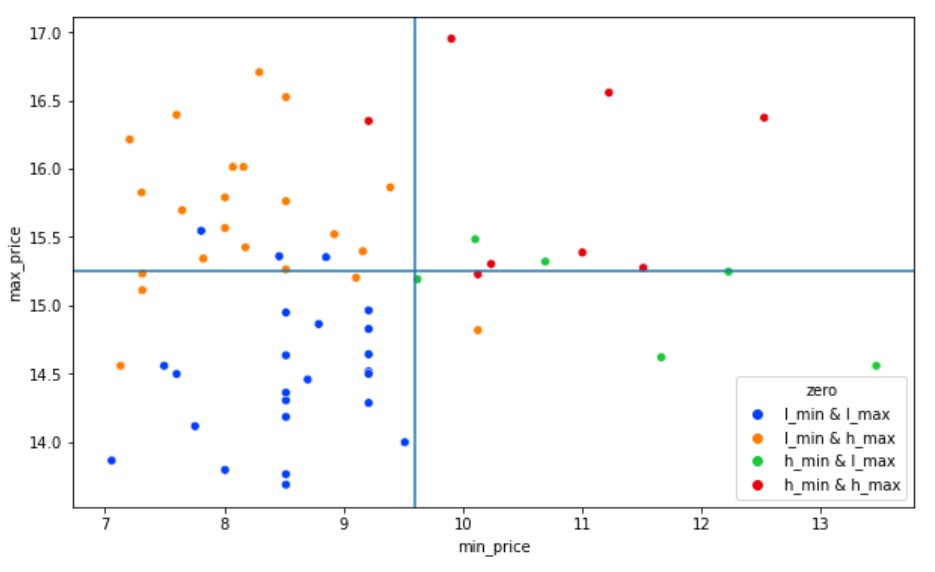 17.0
16.5
16.0
15.5
15.0
14.5
14.0
max_price
7 8 9 10 11 12 13
min_price
zero
l_min & l_max
l_min & h_max
h_min & l_max
h_min & h_max